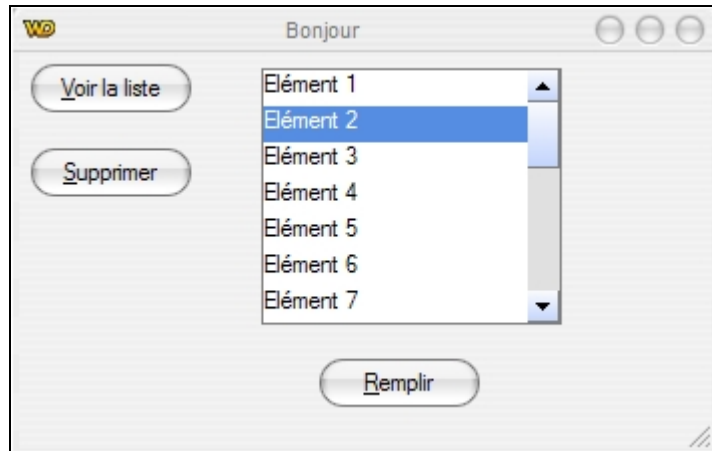 WD Bonjour
Voir la liste
Supprimer
Elément 1
Elément 2
Elément 3
Elément 4
Elément 5
Elément 6
Elément 7
Remplir